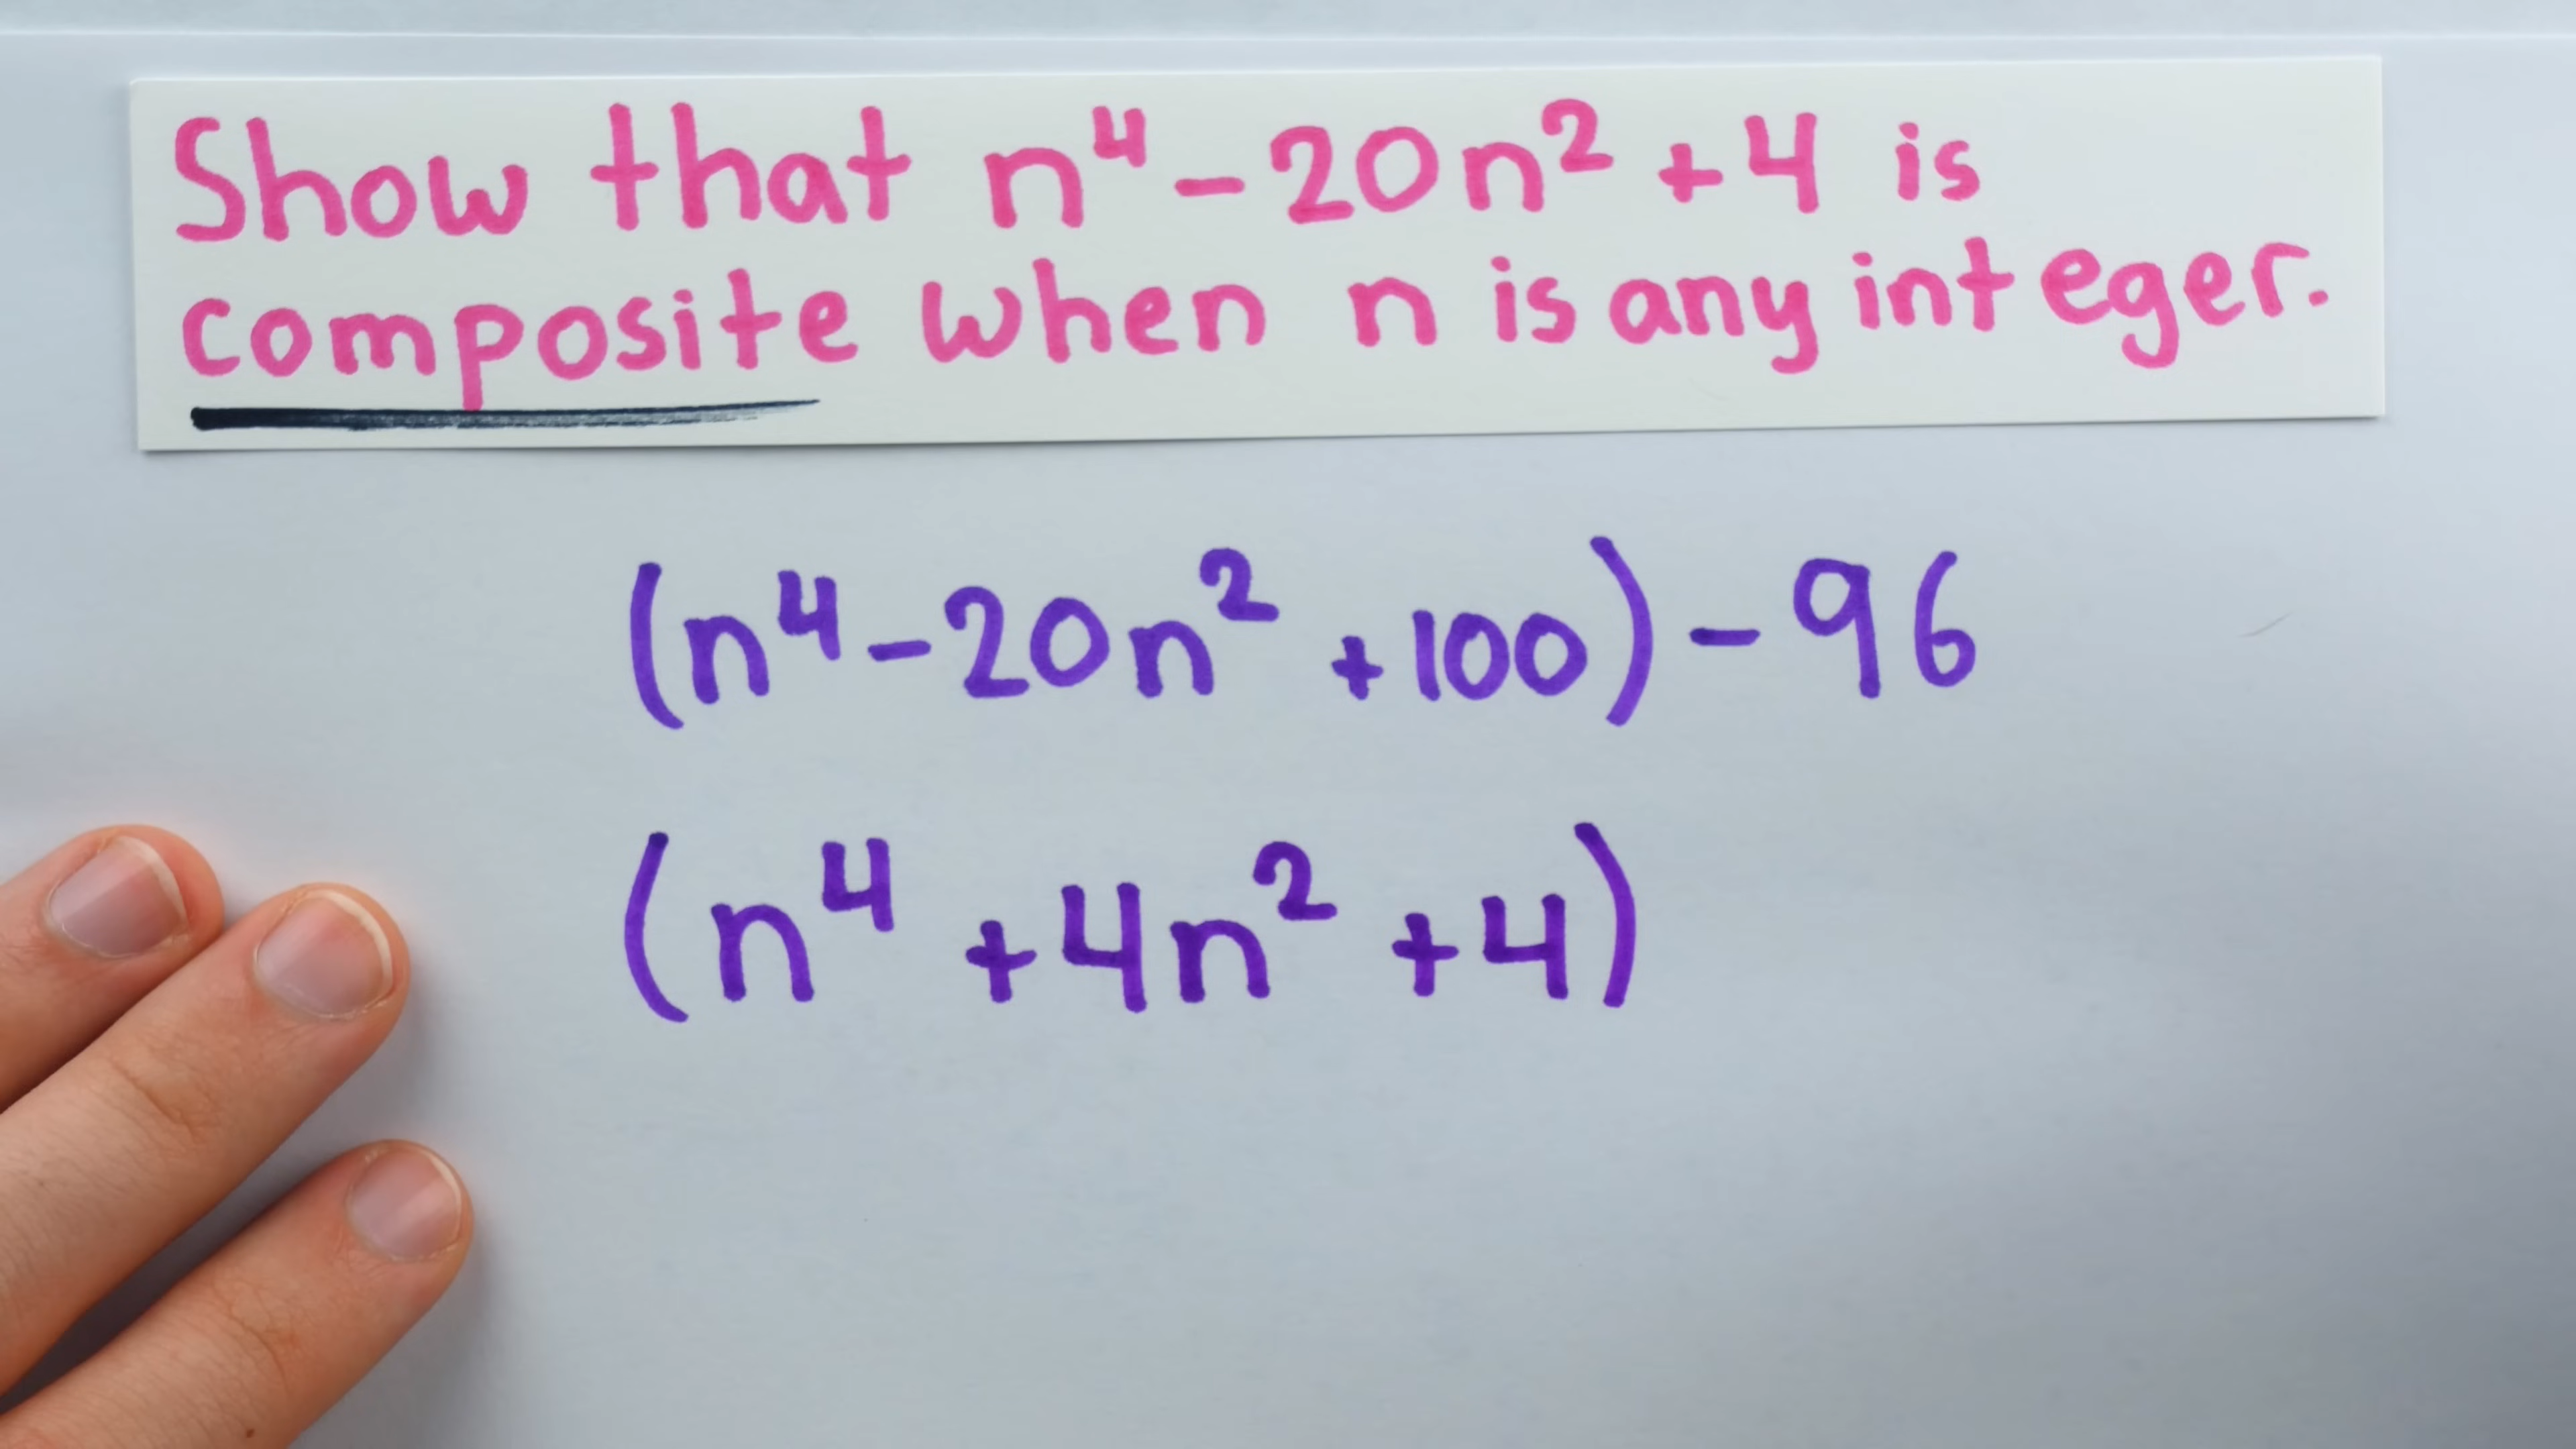 Show that n⁴-20n²+4 is
composite when n is any integer.
(n⁴-20n²+100)-96
(n⁴+4n²+4)